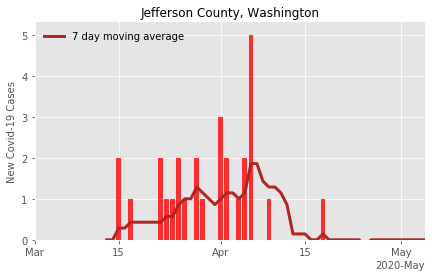 Jefferson County, Washington
7 day moving average
New Covid-19 Cases
5
4
3
2
1
0
Mar 15 Apr 15 May
2020-May